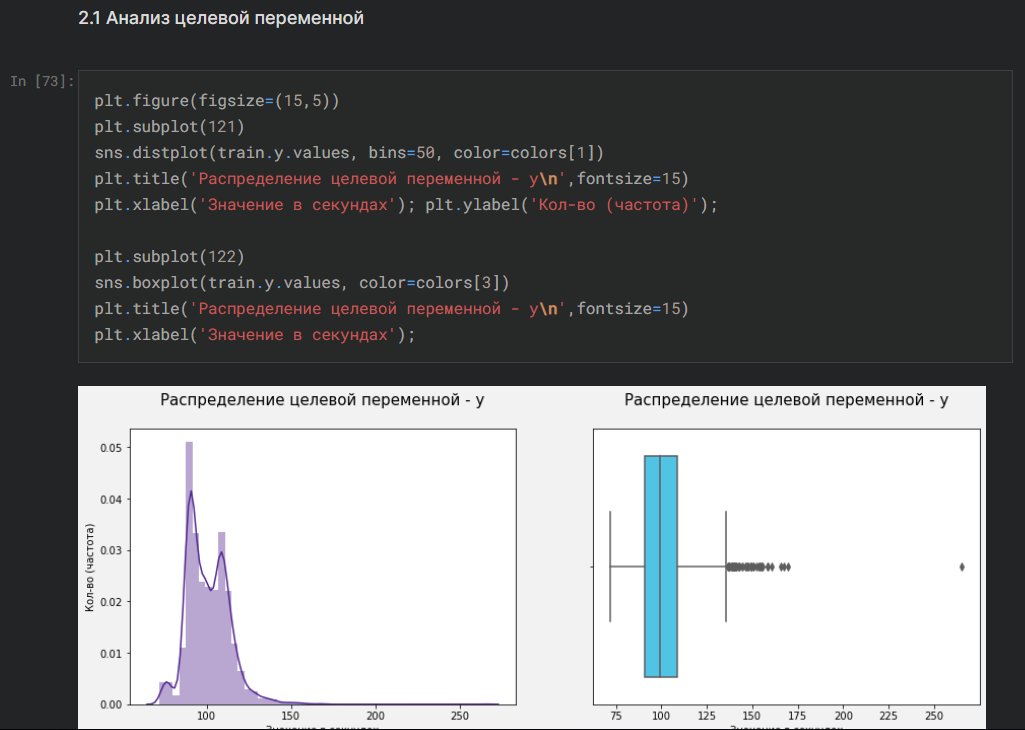 2.1 Анализ целевой переменной
In [73]:
plt.figure(figsize=(15,5))
plt.subplot(121)
sns.distplot(train.y.values, bins=50, color=colors[1])
plt.title('Распределение целевой переменной - y\n',fontsize=15)
plt.xlabel('Значение в секундах'); plt.ylabel('Кол-во (частота)');
plt.subplot(122)
sns.boxplot(train.y.values, color=colors[3])
plt.title('Распределение целевой переменной - y\n',fontsize=15)
plt.xlabel('Значение в секундах');
Распределение целевой переменной - y
Кол-во (частота)
0.05
0.04
0.03
0.02
0.01
0.00
100 150 200 250
Значение в секундах
Распределение целевой переменной - y
75 100 125 150 175 200 225 250
Значение в секундах